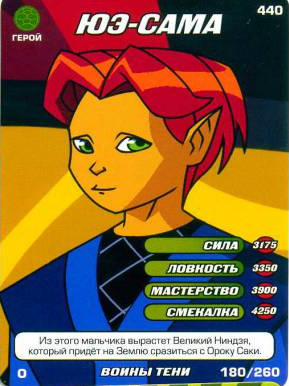 440
ЮЭ-САМА
ГЕРОЙ
СИЛА 3175
ЛОВКОСТЬ 3350
МАСТЕРСТВО 3900
СМЕКАЛКА 4250
Из этого мальчика вырастет Великий Ниндзя,
который придёт на Землю сразиться с Ороку Саки.
0 ВОИНЫ ТЕНИ 180/260